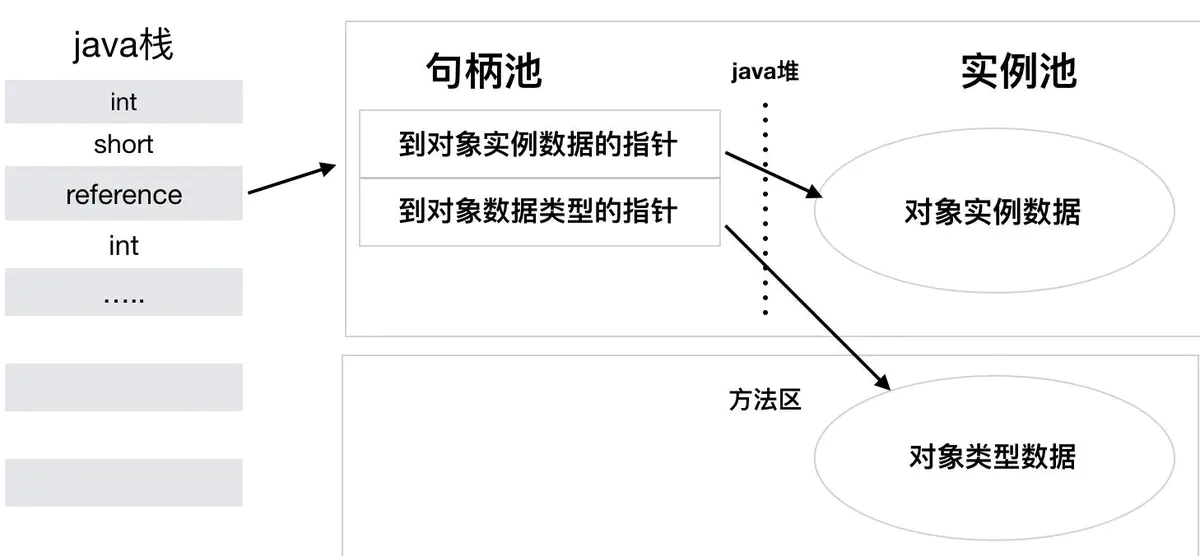 java栈
int
short
reference
int
.....
句柄池
java堆
实例池
到对象实例数据的指针
到对象数据类型的指针
对象实例数据
方法区
对象类型数据